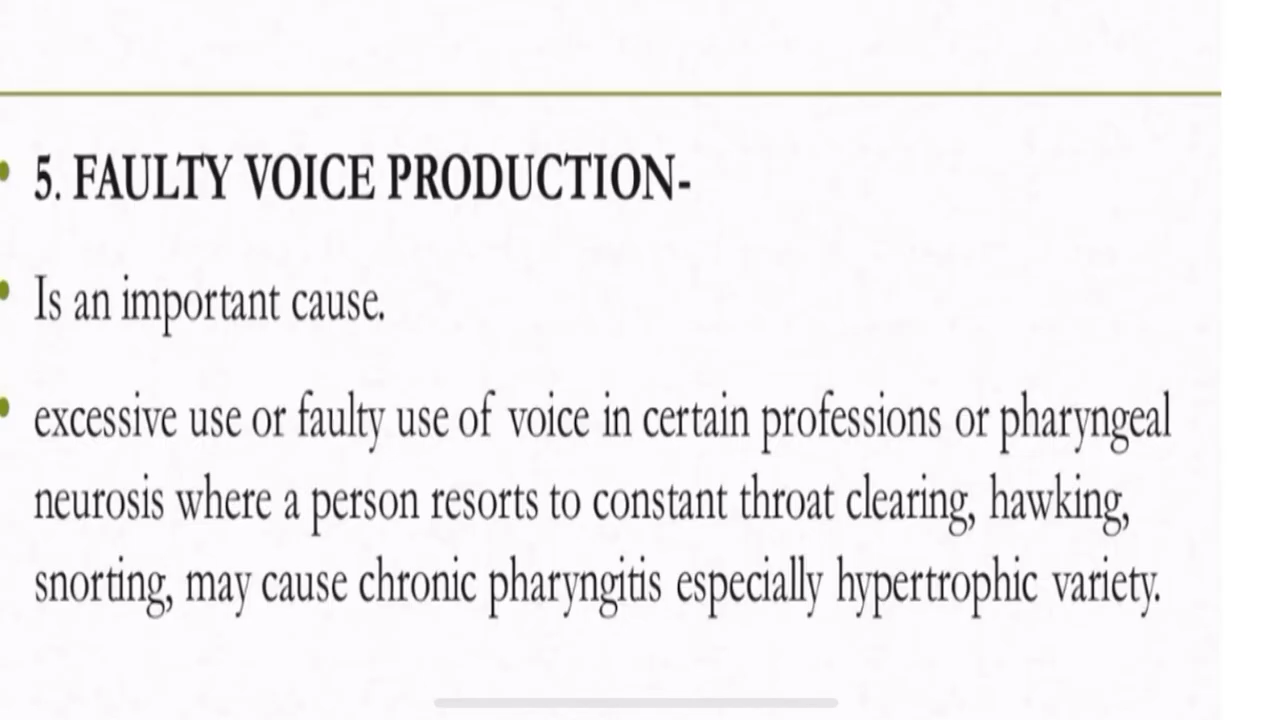 5. FAULTY VOICE PRODUCTION-
Is an important cause.
excessive use or faulty use of voice in certain professions or pharyngeal
neurosis where a person resorts to constant throat clearing, hawking,
snorting, may cause chronic pharyngitis especially hypertrophic variety.